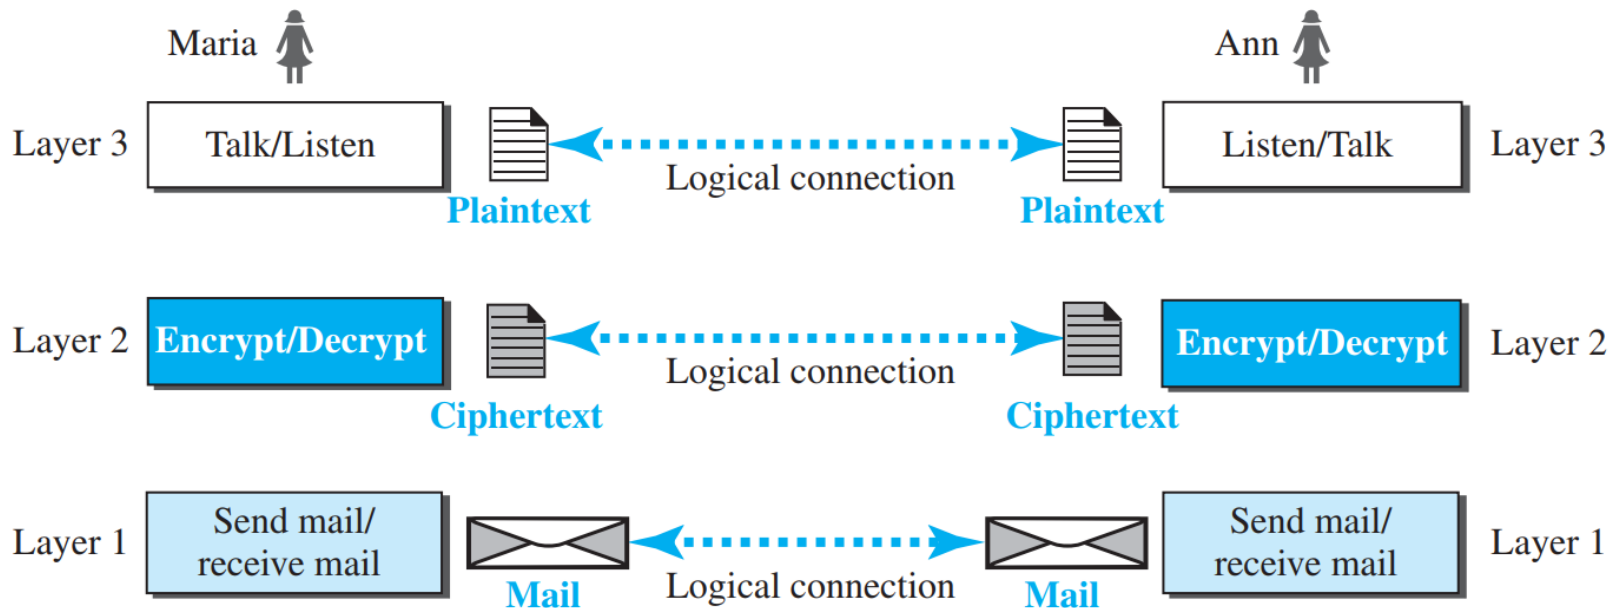 Maria
Ann
Layer 3
Talk/Listen
Logical connection
Listen/Talk
Layer 3
Plaintext
Plaintext
Layer 2
Encrypt/Decrypt
Logical connection
Encrypt/Decrypt
Layer 2
Ciphertext
Ciphertext
Layer 1
Send mail/
receive mail
Logical connection
Send mail/
receive mail
Layer 1
Mail
Mail